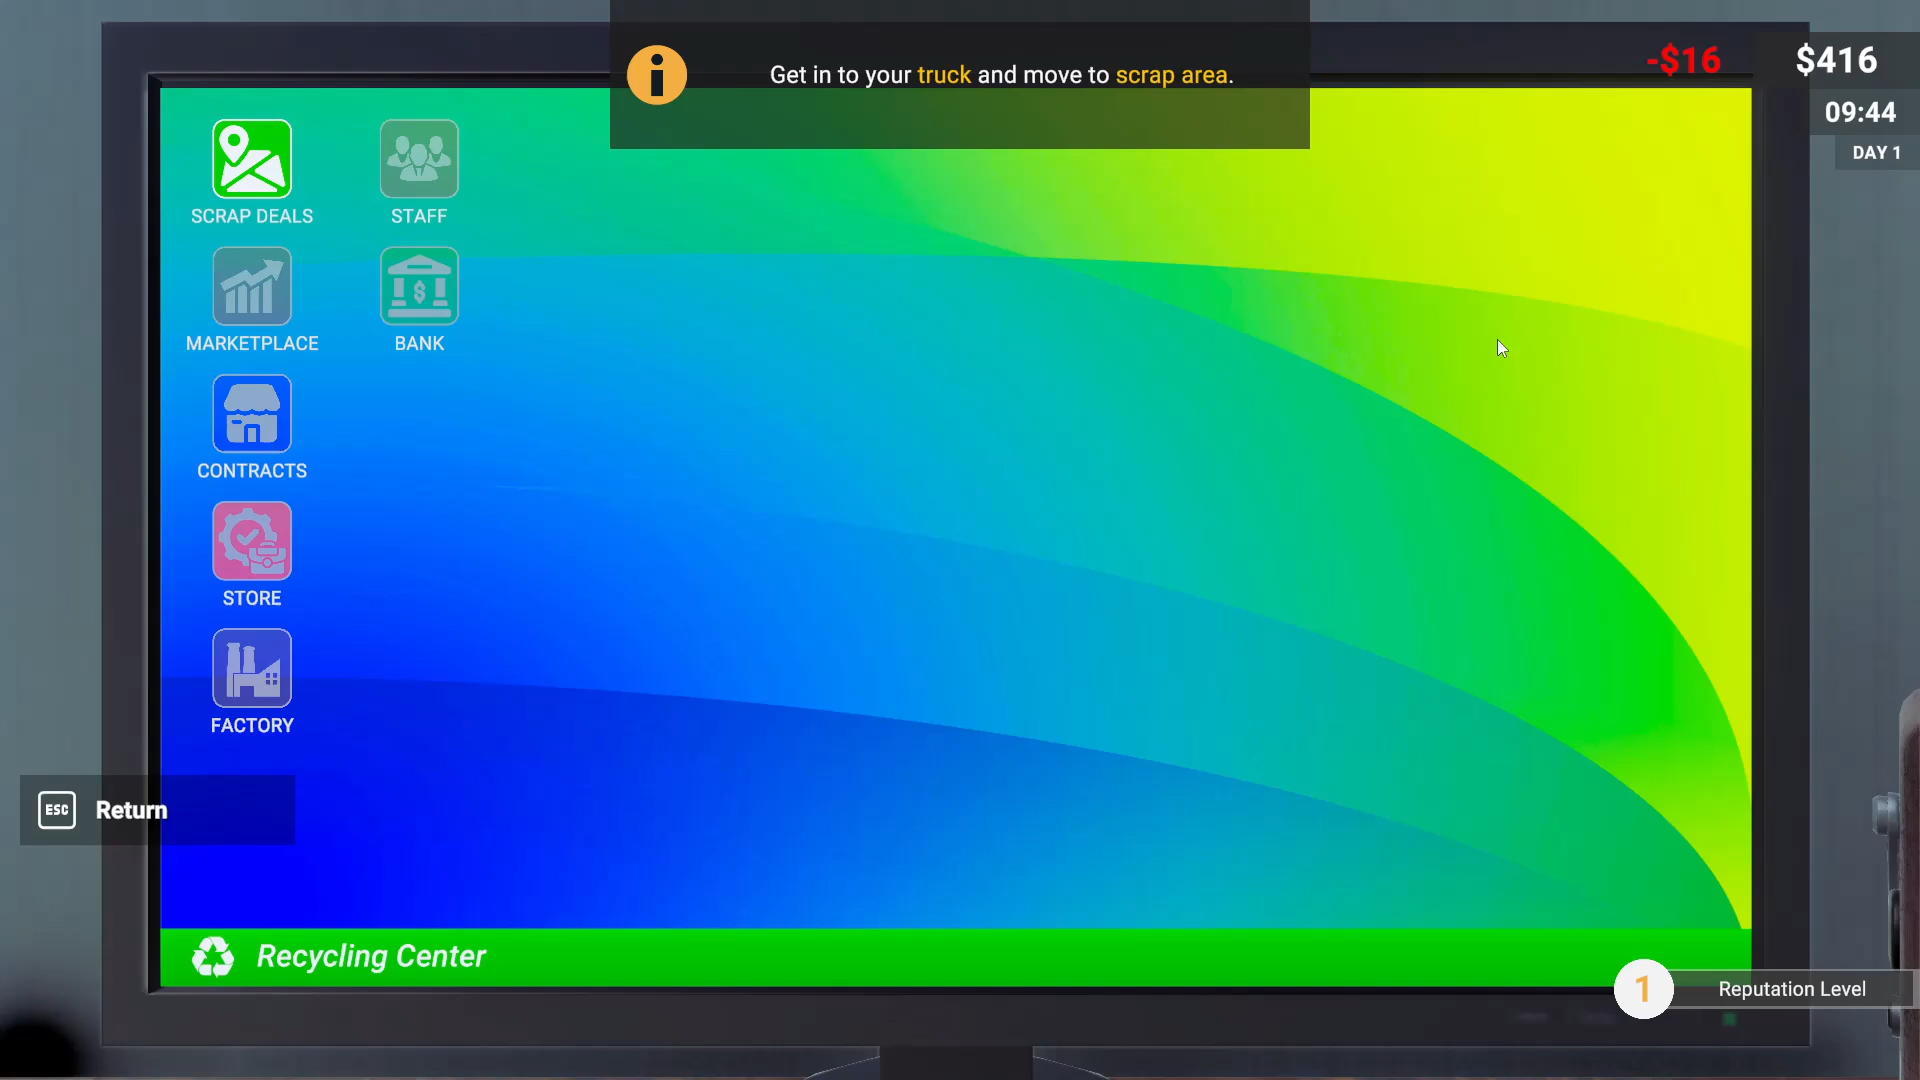 Get in to your truck and move to scrap area.
-$16
$416
09:44
DAY 1
SCRAP DEALS
STAFF
MARKETPLACE
BANK
$
CONTRACTS
STORE
FACTORY
ESC
Return
Recycling Center
1
Reputation Level